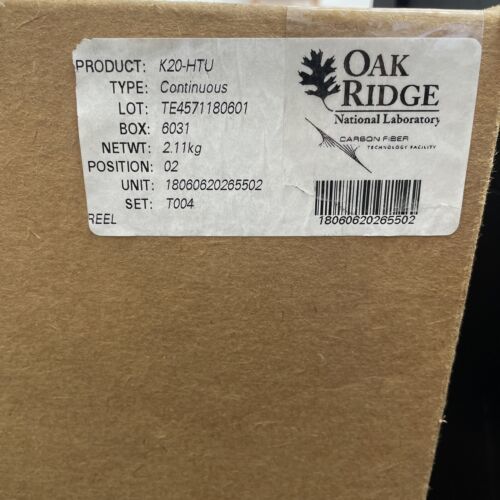 PRODUCT: K20-HTU
TYPE: Continuous
LOT: TE4571180601
BOX: 6031
NETWT: 2.11kg
POSITION: 02
UNIT: 18060620265502
SET: T004
REEL
OAK
RIDGE
National Laboratory
CARBON FIBER
TECHNOLOGY FACILITY
18060620265502